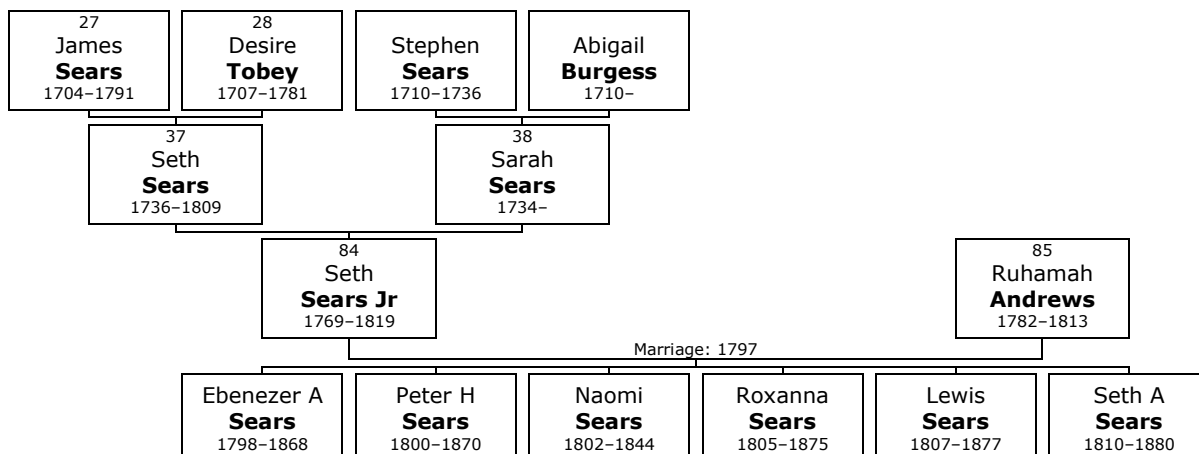 27
James
Sears
1704–1791
28
Desire
Tobey
1707–1781
Stephen
Sears
1710–1736
Abigail
Burgess
1710–
37
Seth
Sears
1736–1809
38
Sarah
Sears
1734–
84
Seth
Sears Jr
1769–1819
85
Ruhamah
Andrews
1782–1813
Marriage: 1797
Ebenezer A
Sears
1798–1868
Peter H
Sears
1800–1870
Naomi
Sears
1802–1844
Roxanna
Sears
1805–1875
Lewis
Sears
1807–1877
Seth A
Sears
1810–1880